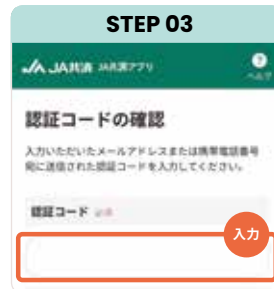 STEP 03
JA共済 JA共済アプリ
ヘルプ
認証コードの確認
入力いただいたメールアドレスまたは携帯電話番号
宛に送信された認証コードを入力してください。
認証コード 必須
入力